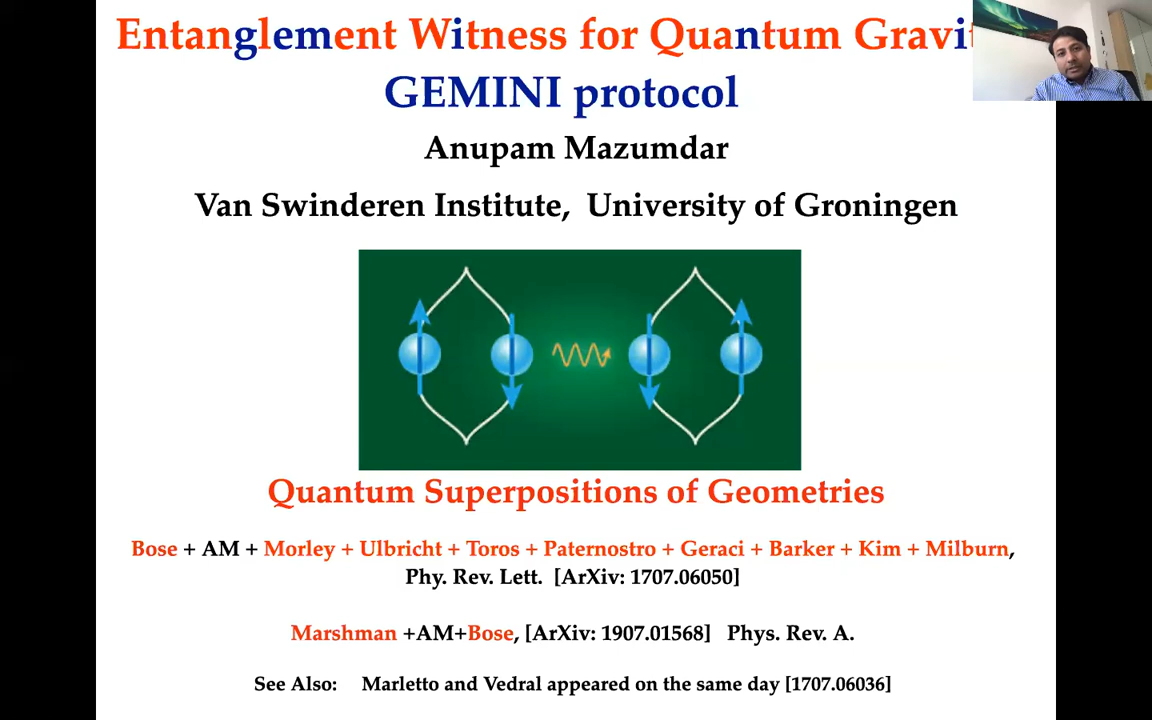 Entanglement Witness for Quantum Gravit
GEMINI protocol
Anupam Mazumdar
Van Swinderen Institute, University of Groningen
Quantum Superpositions of Geometries
Bose + AM + Morley + Ulbricht + Toros + Paternostro + Geraci + Barker + Kim + Milburn,
Phy. Rev. Lett. [ArXiv: 1707.06050]
Marshman +AM+Bose, [ArXiv: 1907.01568] Phys. Rev. A.
See Also: Marletto and Vedral appeared on the same day [1707.06036]